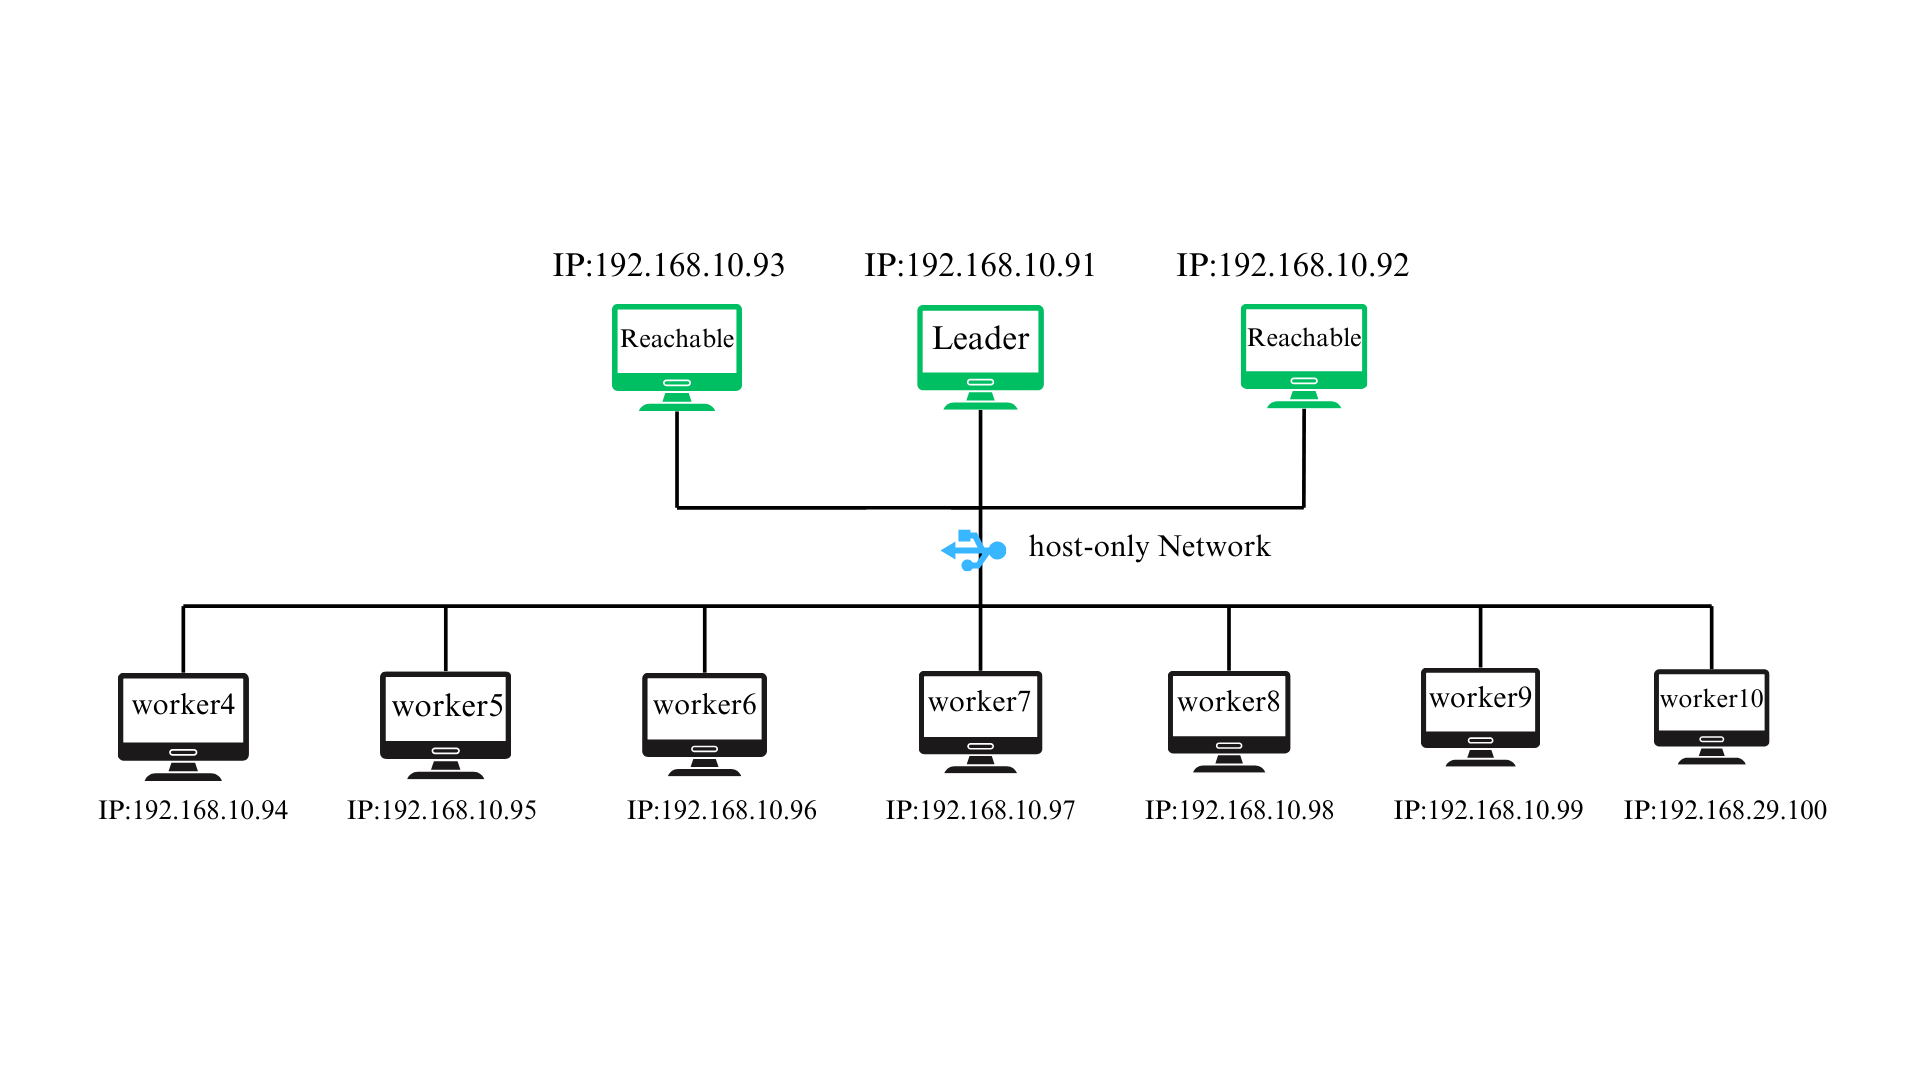 IP:192.168.10.93
IP:192.168.10.91
IP:192.168.10.92
Reachable
Leader
Reachable
host-only Network
worker4
worker5
worker6
worker7
worker8
worker9
worker10
IP:192.168.10.94
IP:192.168.10.95
IP:192.168.10.96
IP:192.168.10.97
IP:192.168.10.98
IP:192.168.10.99
IP:192.168.29.100